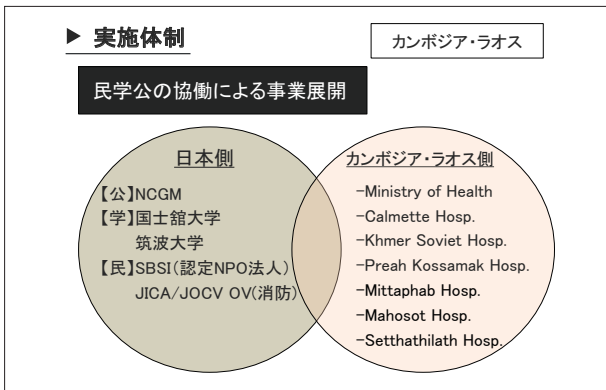 ▶ 実施体制
カンボジア・ラオス
民学公の協働による事業展開
日本側
【公】NCGM
【学】国士舘大学
筑波大学
【民】SBSI(認定NPO法人)
JICA/JOCV OV(消防)
カンボジア・ラオス側
-Ministry of Health
-Calmette Hosp.
-Khmer Soviet Hosp.
-Preah Kossamak Hosp.
-Mittaphab Hosp.
-Mahosot Hosp.
-Setthathilath Hosp.